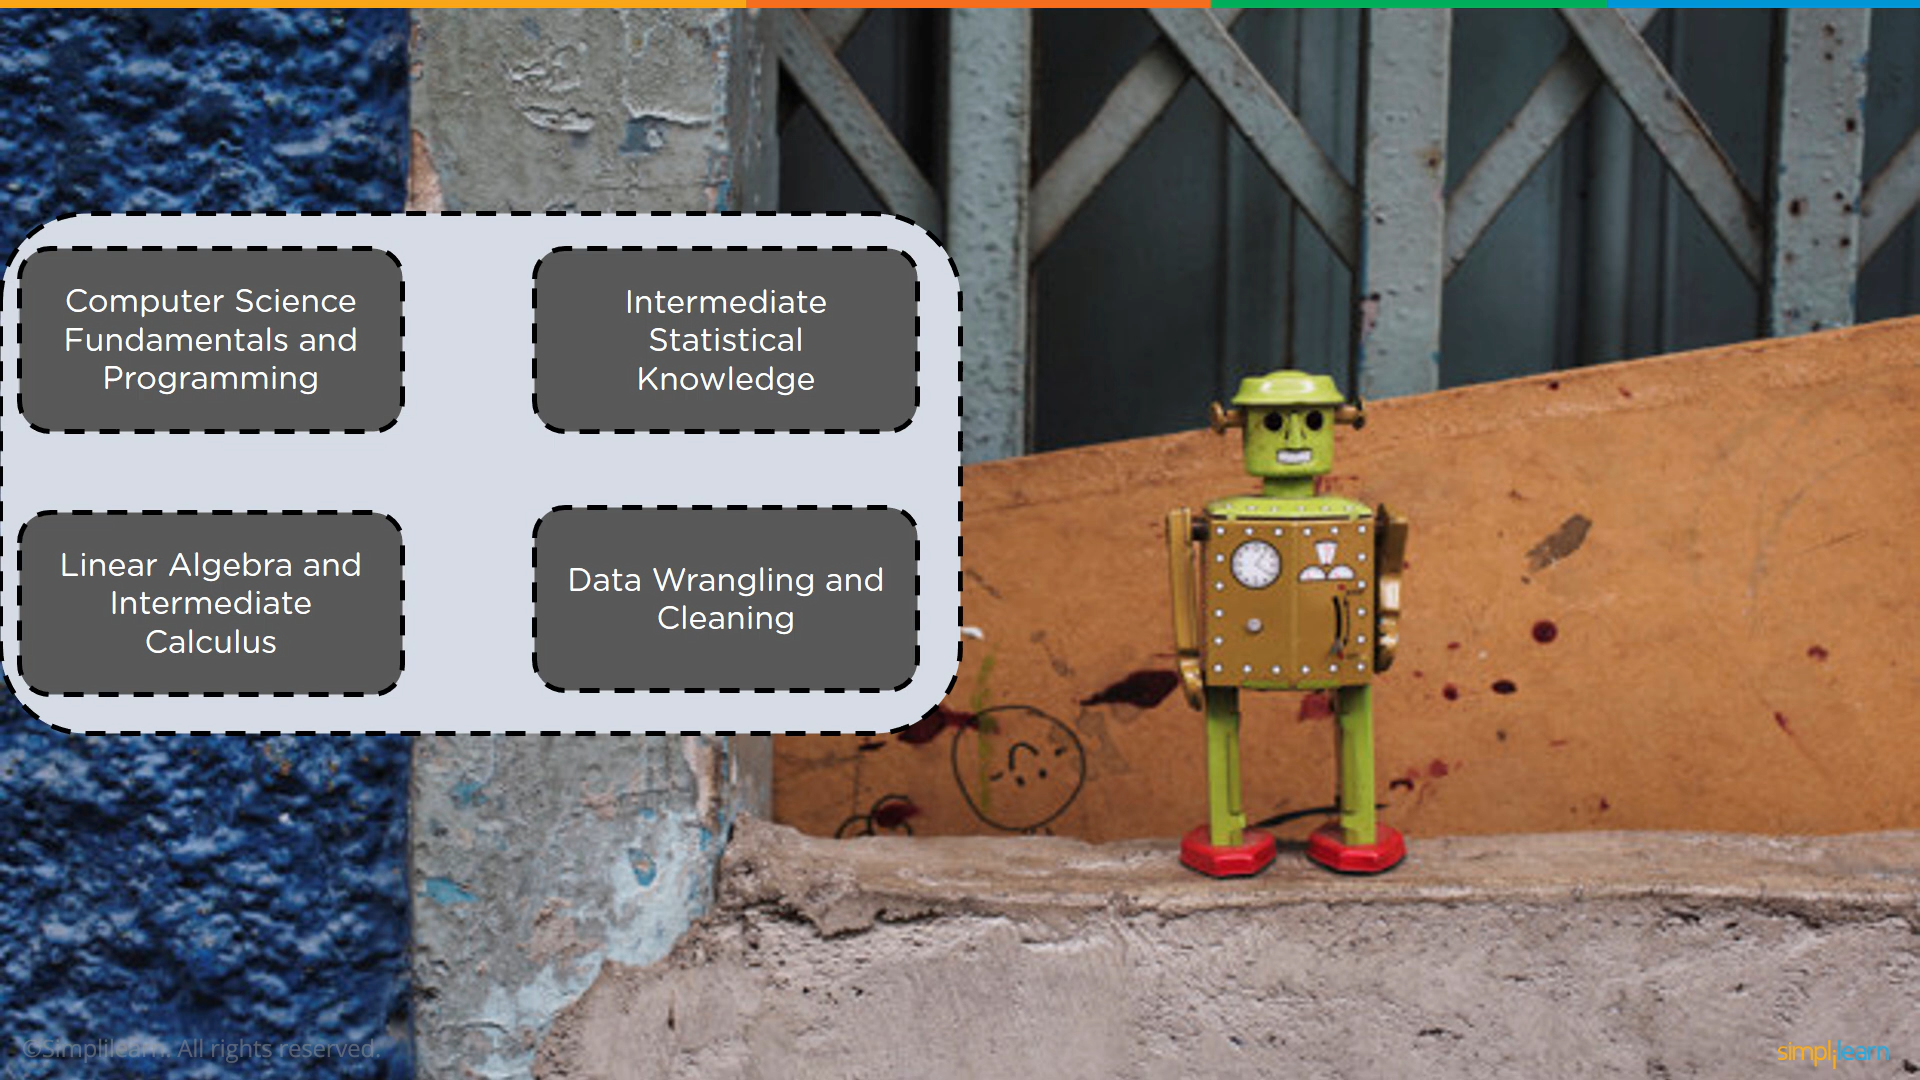 Computer Science
Fundamentals and
Programming
Intermediate
Statistical
Knowledge
Linear Algebra and
Intermediate
Calculus
Data Wrangling and
Cleaning
©Simplilearn. All rights reserved.
simplilearn